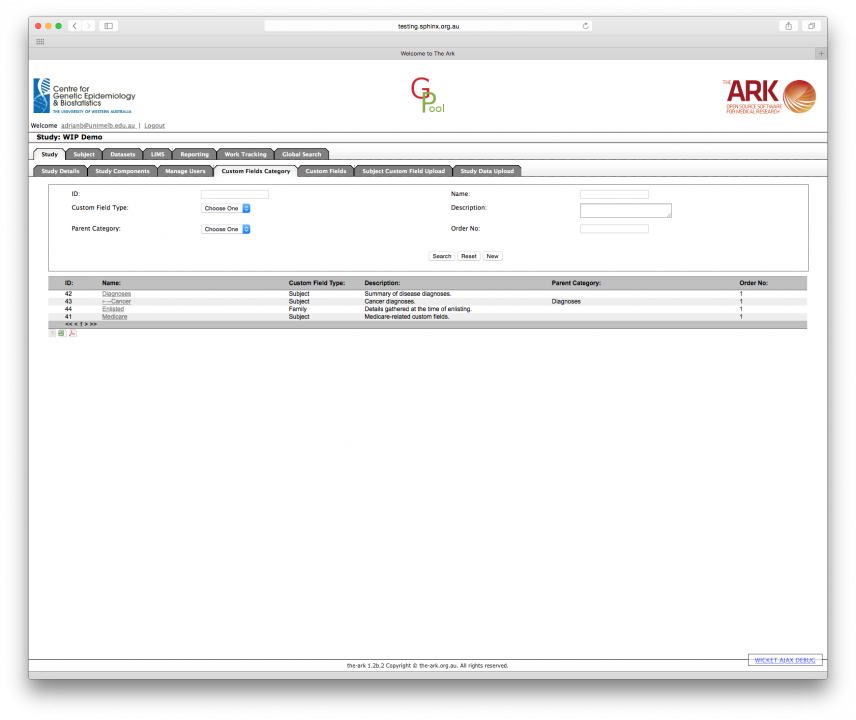 testing.sphinx.org.au
Welcome to The Ark
Centre for
Genetic Epidemiology
& Biostatistics
THE UNIVERSITY OF WESTERN AUSTRALIA
G Pool
THE ARK
OPEN SOURCE SOFTWARE
FOR MEDICAL RESEARCH
Welcome adrianb@unimelb.edu.au | Logout
Study: WIP Demo
Study Subject Datasets LIMS Reporting Work Tracking Global Search
Study Details Study Components Manage Users Custom Fields Category Custom Fields Subject Custom Field Upload Study Data Upload
ID: Name:
Custom Field Type: Choose One Description:
Parent Category: Choose One Order No:
Search Reset New
ID: Name: Custom Field Type: Description: Parent Category: Order No:
42 Diagnoses Subject Summary of disease diagnoses. 1
43 ⊢→Cancer Subject Cancer diagnoses. Diagnoses 1
44 Enlisted Family Details gathered at the time of enlisting. 1
41 Medicare Subject Medicare-related custom fields. 1
<< < 1 > >>
WICKET AJAX DEBUG
the-ark 1.2b.2 Copyright © the-ark.org.au. All rights reserved.